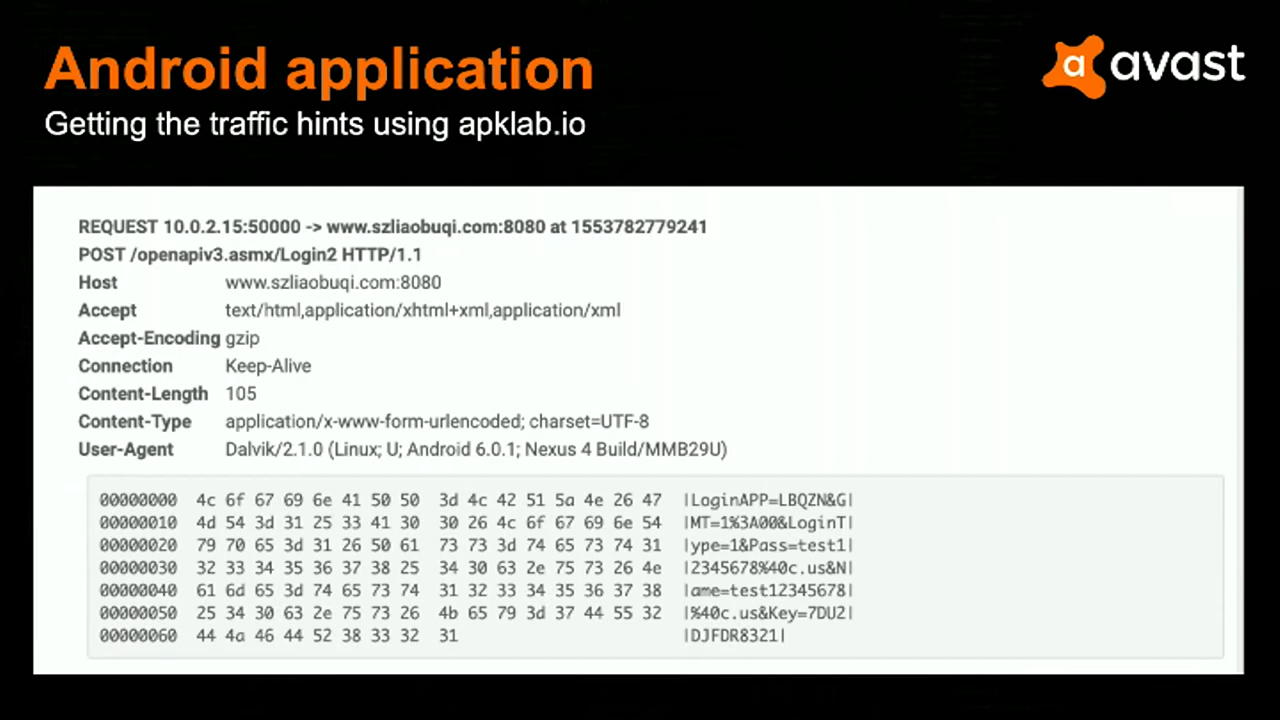 Android application
avast
Getting the traffic hints using apklab.io
REQUEST 10.0.2.15:50000 -> www.szliaobuqi.com:8080 at 1553782779241
POST /openapiv3.asmx/Login2 HTTP/1.1
Host www.szliaobuqi.com:8080
Accept text/html,application/xhtml+xml,application/xml
Accept-Encoding gzip
Connection Keep-Alive
Content-Length 105
Content-Type application/x-www-form-urlencoded; charset=UTF-8
User-Agent Dalvik/2.1.0 (Linux; U; Android 6.0.1; Nexus 4 Build/MMB29U)
00000000 4c 6f 67 69 6e 41 50 50 3d 4c 42 51 5a 4e 26 47 |LoginAPP=LBQZN&G|
00000010 4d 54 3d 31 25 33 41 30 30 26 4c 6f 67 69 6e 54 |MT=1%3A00&LoginT|
00000020 79 70 65 3d 31 26 50 61 73 73 3d 74 65 73 74 31 |ype=1&Pass=test1|
00000030 32 33 34 35 36 37 38 25 34 30 63 2e 75 73 26 4e |2345678%40c.us&N|
00000040 61 6d 65 3d 74 65 73 74 31 32 33 34 35 36 37 38 |ame=test12345678|
00000050 25 34 30 63 2e 75 73 26 4b 65 79 3d 37 44 55 32 |%40c.us&Key=7DU2|
00000060 44 4a 46 44 52 38 33 32 31 |DJFDR8321|